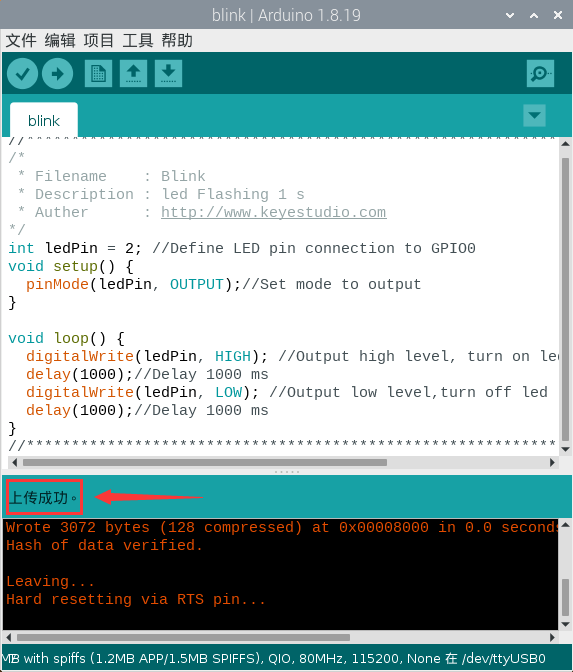 blink | Arduino 1.8.19
文件 编辑 项目 工具 帮助
blink
/*
 * Filename    : Blink
 * Description : led Flashing 1 s
 * Auther      : http://www.keyestudio.com
*/
int ledPin = 2; //Define LED pin connection to GPIO0
void setup() {
  pinMode(ledPin, OUTPUT);//Set mode to output
}
void loop() {
  digitalWrite(ledPin, HIGH); //Output high level, turn on led
  delay(1000);//Delay 1000 ms
  digitalWrite(ledPin, LOW); //Output low level,turn off led
  delay(1000);//Delay 1000 ms
}
//***********************************************************
上传成功。
Wrote 3072 bytes (128 compressed) at 0x00008000 in 0.0 seconds
Hash of data verified.
Leaving...
Hard resetting via RTS pin...
with spiffs (1.2MB APP/1.5MB SPIFFS), QIO, 80MHz, 115200, None 在 /dev/ttyUSB0